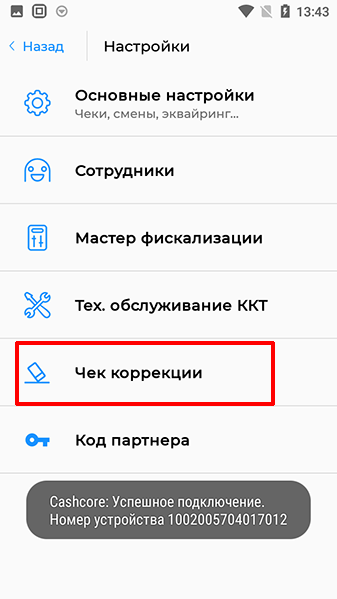 13:43
Назад
Настройки
Основные настройки
Чеки, смены, эквайринг...
Сотрудники
Мастер фискализации
Тех. обслуживание ККТ
Чек коррекции
Код партнера
Cashcore: Успешное подключение.
Номер устройства 1002005704017012